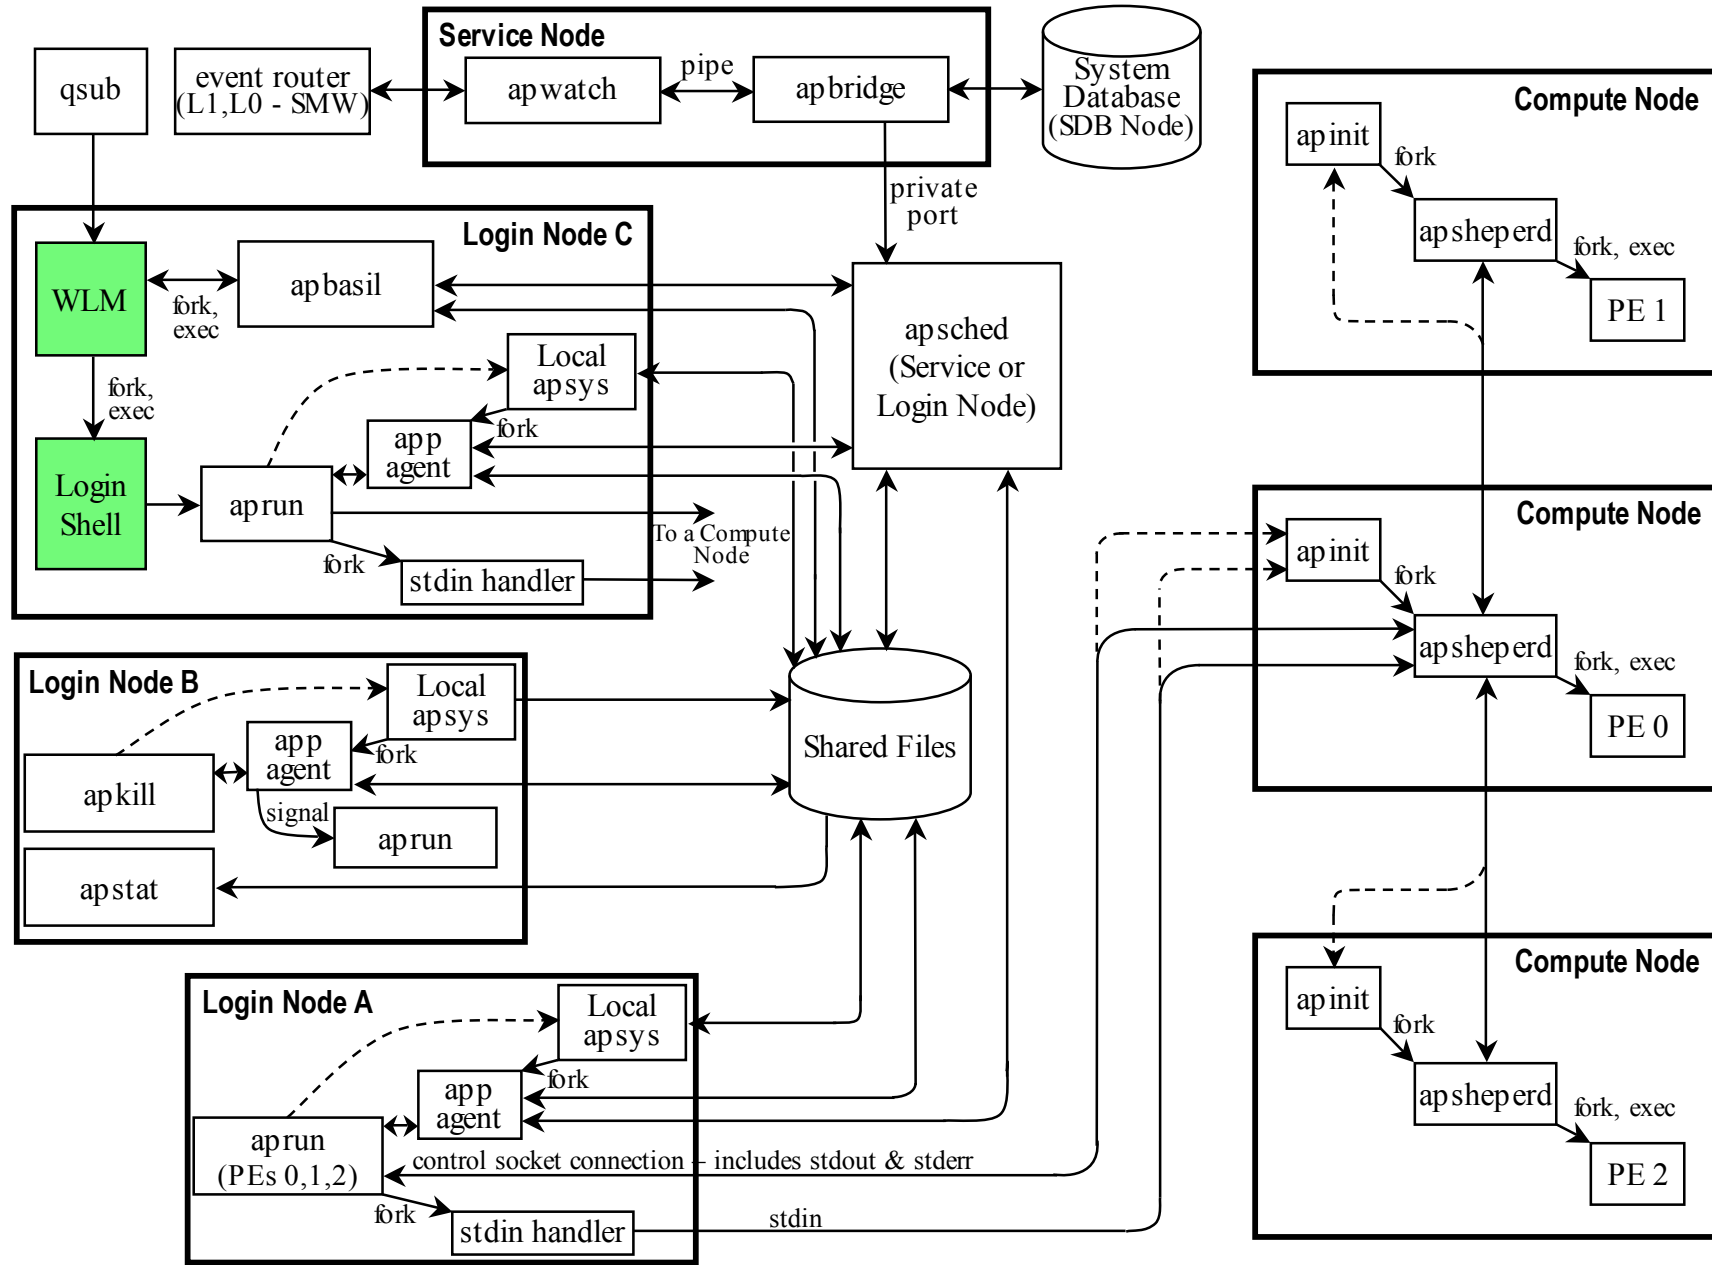 Service Node
qsub
event router
(L1,L0 - SMW)
apwatch
pipe
apbridge
System
Database
(SDB Node)
private
port
Login Node C
WLM
fork,
exec
apbasil
fork,
exec
Login
Shell
Local
apsys
fork
app
agent
aprun
fork
stdin handler
To a Compute
Node
apsched
(Service or
Login Node)
Login Node B
Local
apsys
fork
app
agent
apkill
signal
aprun
apstat
Shared Files
Login Node A
Local
apsys
fork
app
agent
aprun
(PEs 0,1,2)
control socket connection – includes stdout & stderr
fork
stdin handler
stdin
Compute Node
apinit
fork
apsheperd
fork, exec
PE 1
Compute Node
apinit
fork
apsheperd
fork, exec
PE 0
Compute Node
apinit
fork
apsheperd
fork, exec
PE 2